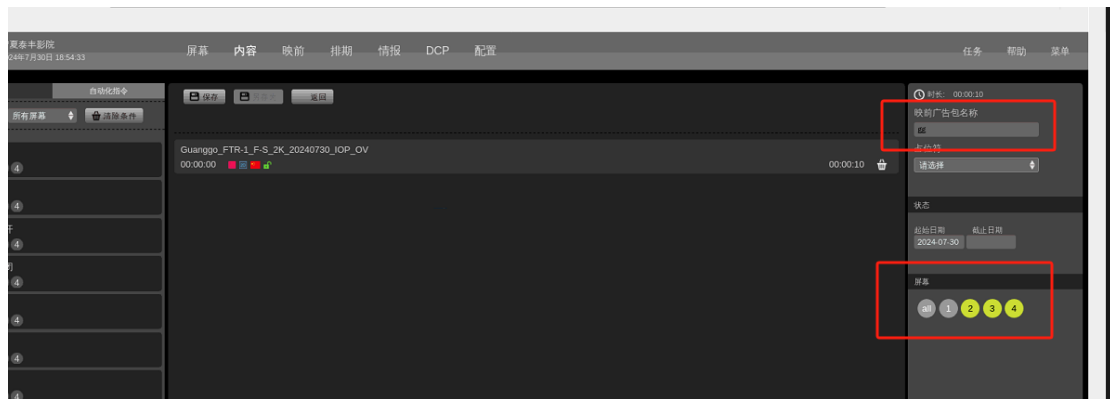 夏泰丰影院
024年7月30日 18:54:33
屏幕 内容 映前 排期 情报 DCP 配置
任务 帮助 菜单
自动化指令
所有屏幕
清除条件
保存
返回
时长: 00:00:10
映前广告包名称
占位符
请选择
Guanggo_FTR-1_F-S_2K_20240730_IOP_OV
00:00:00
00:00:10
状态
起始日期 截止日期
2024-07-30
屏幕
all 1 2 3 4
4
4
开
4
闭
4
4
4
4